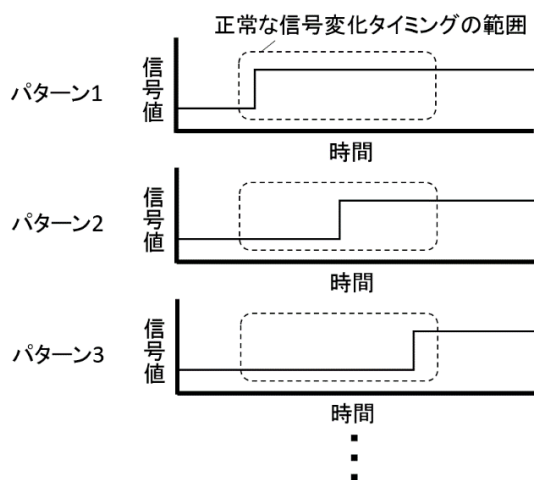 正常な信号変化タイミングの範囲
パターン1
信号値
時間
パターン2
信号値
時間
パターン3
信号値
時間